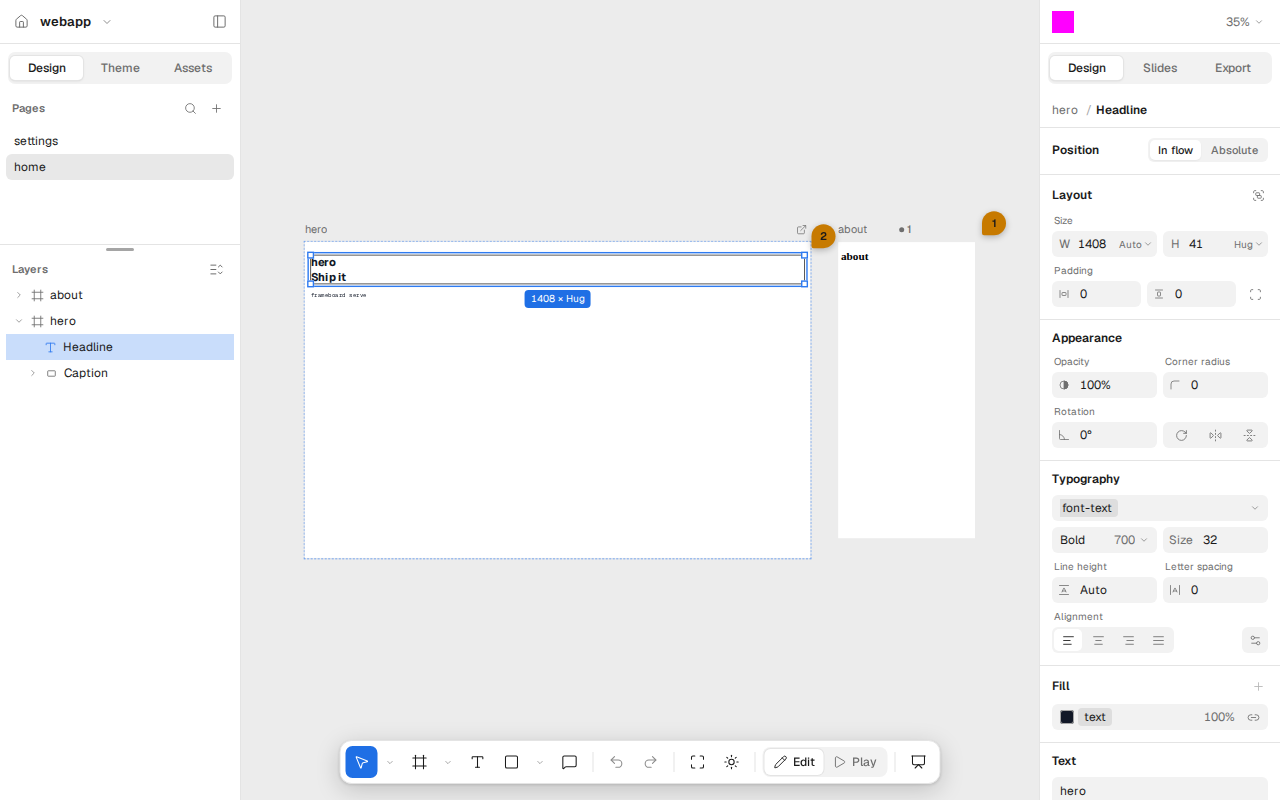 webapp
Design
Theme
Assets
Pages
settings
home
Layers
about
hero
Headline
Caption
hero
2
about
1
1
hero
Ship it
frameboard serve
1408 × Hug
about
Edit
Play
35%
Design
Slides
Export
hero / Headline
Position
In flow
Absolute
Layout
Size
W 1408 Auto
H 41 Hug
Padding
0
0
Appearance
Opacity
Corner radius
100%
0
Rotation
0°
Typography
font-text
Bold 700
Size 32
Line height
Letter spacing
Auto
0
Alignment
Fill
text
100%
Text
hero